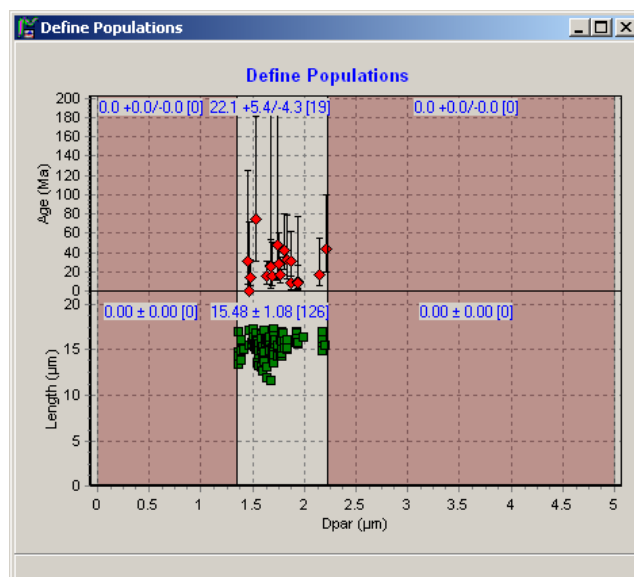 Define Populations
Define Populations
0.0 +0.0/-0.0 [0] 22.1 +5.4/-4.3 [19] 0.0 +0.0/-0.0 [0]
200
180
160
140
120
100
80
60
40
20
0
Age (Ma)
0.00 ± 0.00 [0] 15.48 ± 1.08 [126] 0.00 ± 0.00 [0]
20
15
10
5
0
Length (µm)
0 0.5 1 1.5 2 2.5 3 3.5 4 4.5 5
Dpar (µm)